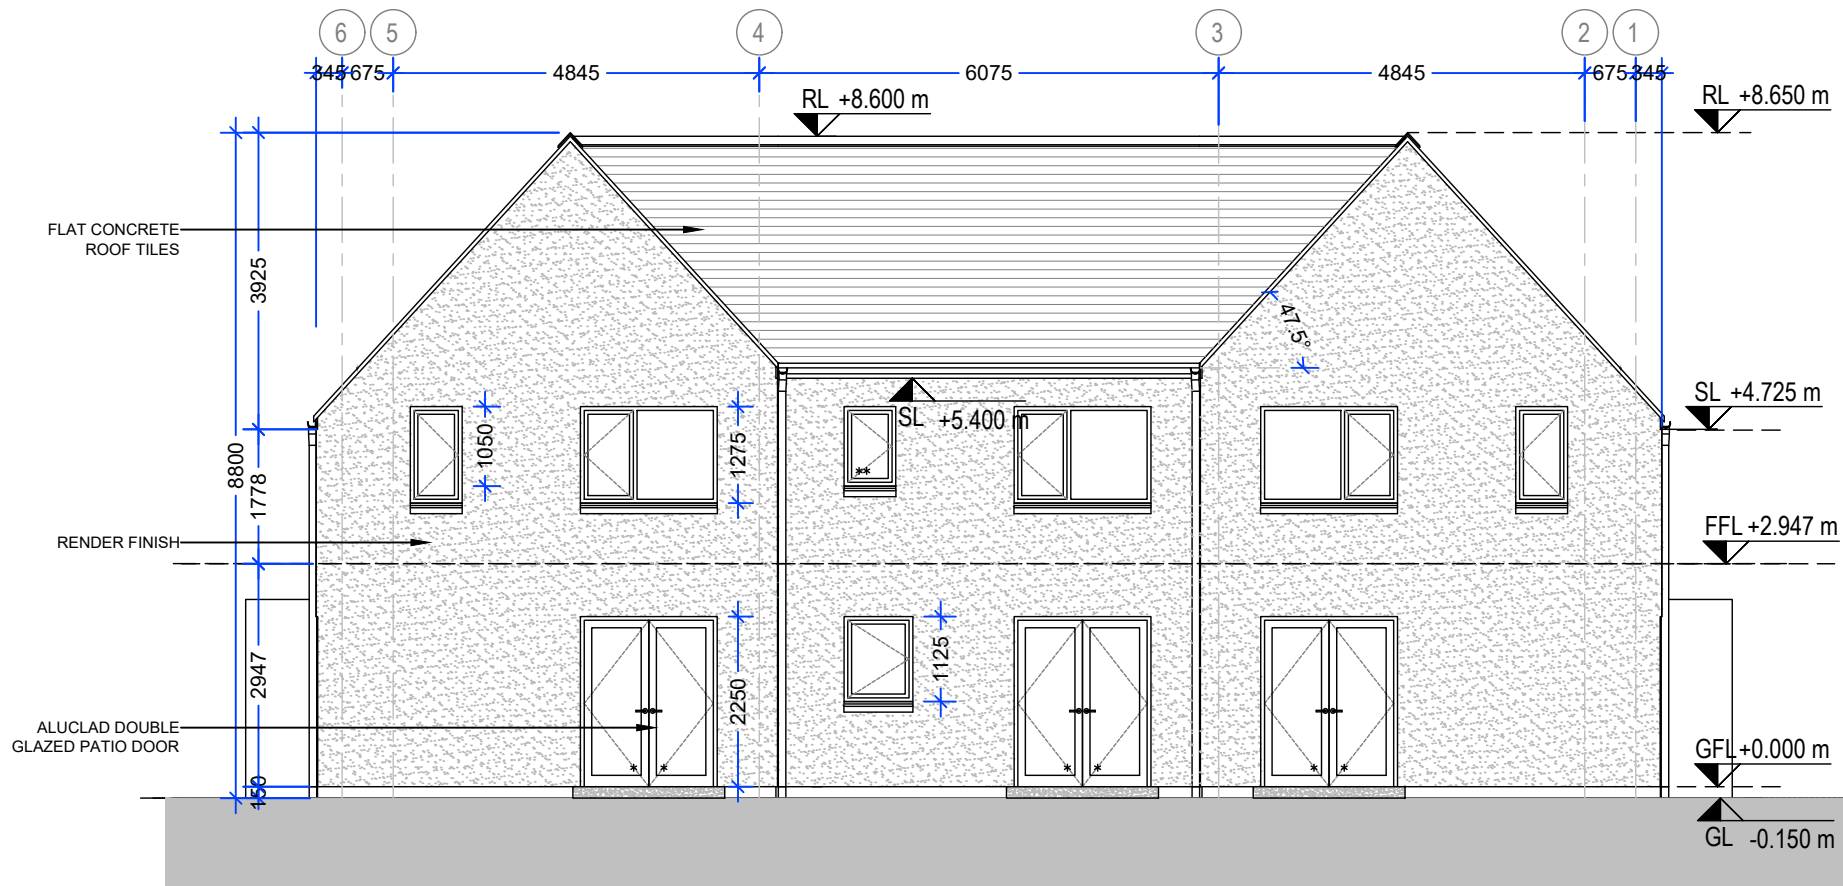 6 5 4 3 2 1
345 675 4845 6075 4845 675 345
RL +8.600 m
RL +8.650 m
FLAT CONCRETE
ROOF TILES
3925
47.5°
SL +4.725 m
SL +5.400 m
1050
1275
8800
1778
FFL +2.947 m
RENDER FINISH
2947
2250
1125
ALUCLAD DOUBLE
GLAZED PATIO DOOR
GFL +0.000 m
150
GL -0.150 m